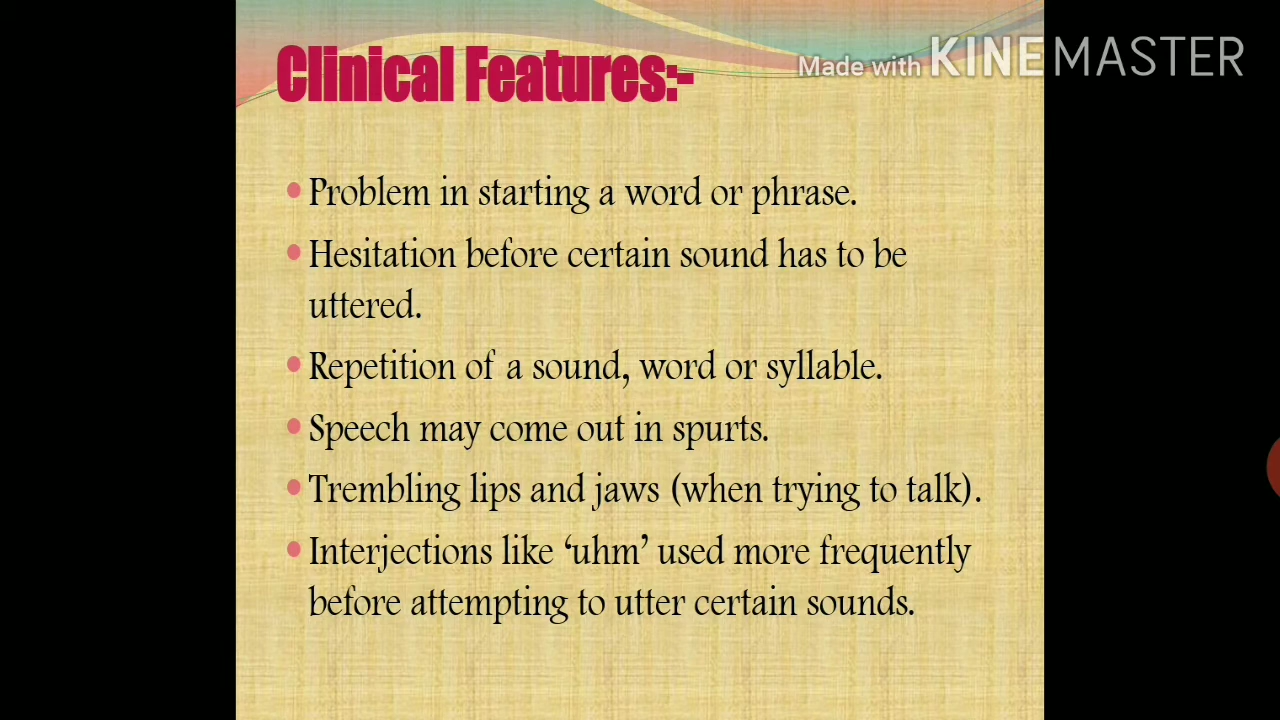 Clinical Features:-
Made with KINEMASTER
Problem in starting a word or phrase.
Hesitation before certain sound has to be
uttered.
Repetition of a sound, word or syllable.
Speech may come out in spurts.
Trembling lips and jaws (when trying to talk).
Interjections like ‘uhm’ used more frequently
before attempting to utter certain sounds.